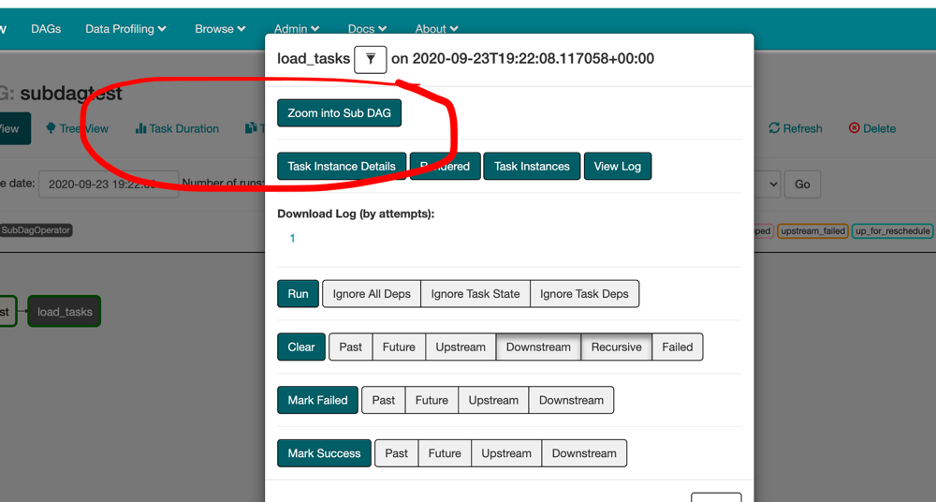 DAGs Data Profiling Browse Admin Docs About
load_tasks on 2020-09-23T19:22:08.117058+00:00
G: subdagtest
Zoom into Sub DAG
Tree View Task Duration Refresh Delete
Task Instance Details Rendered Task Instances View Log
e date: 2020-09-23 19:22: Number of runs: Go
Download Log (by attempts):
SubDagOperator ped upstream_failed up_for_reschedule
1
Run Ignore All Deps Ignore Task State Ignore Task Deps
st load_tasks
Clear Past Future Upstream Downstream Recursive Failed
Mark Failed Past Future Upstream Downstream
Mark Success Past Future Upstream Downstream